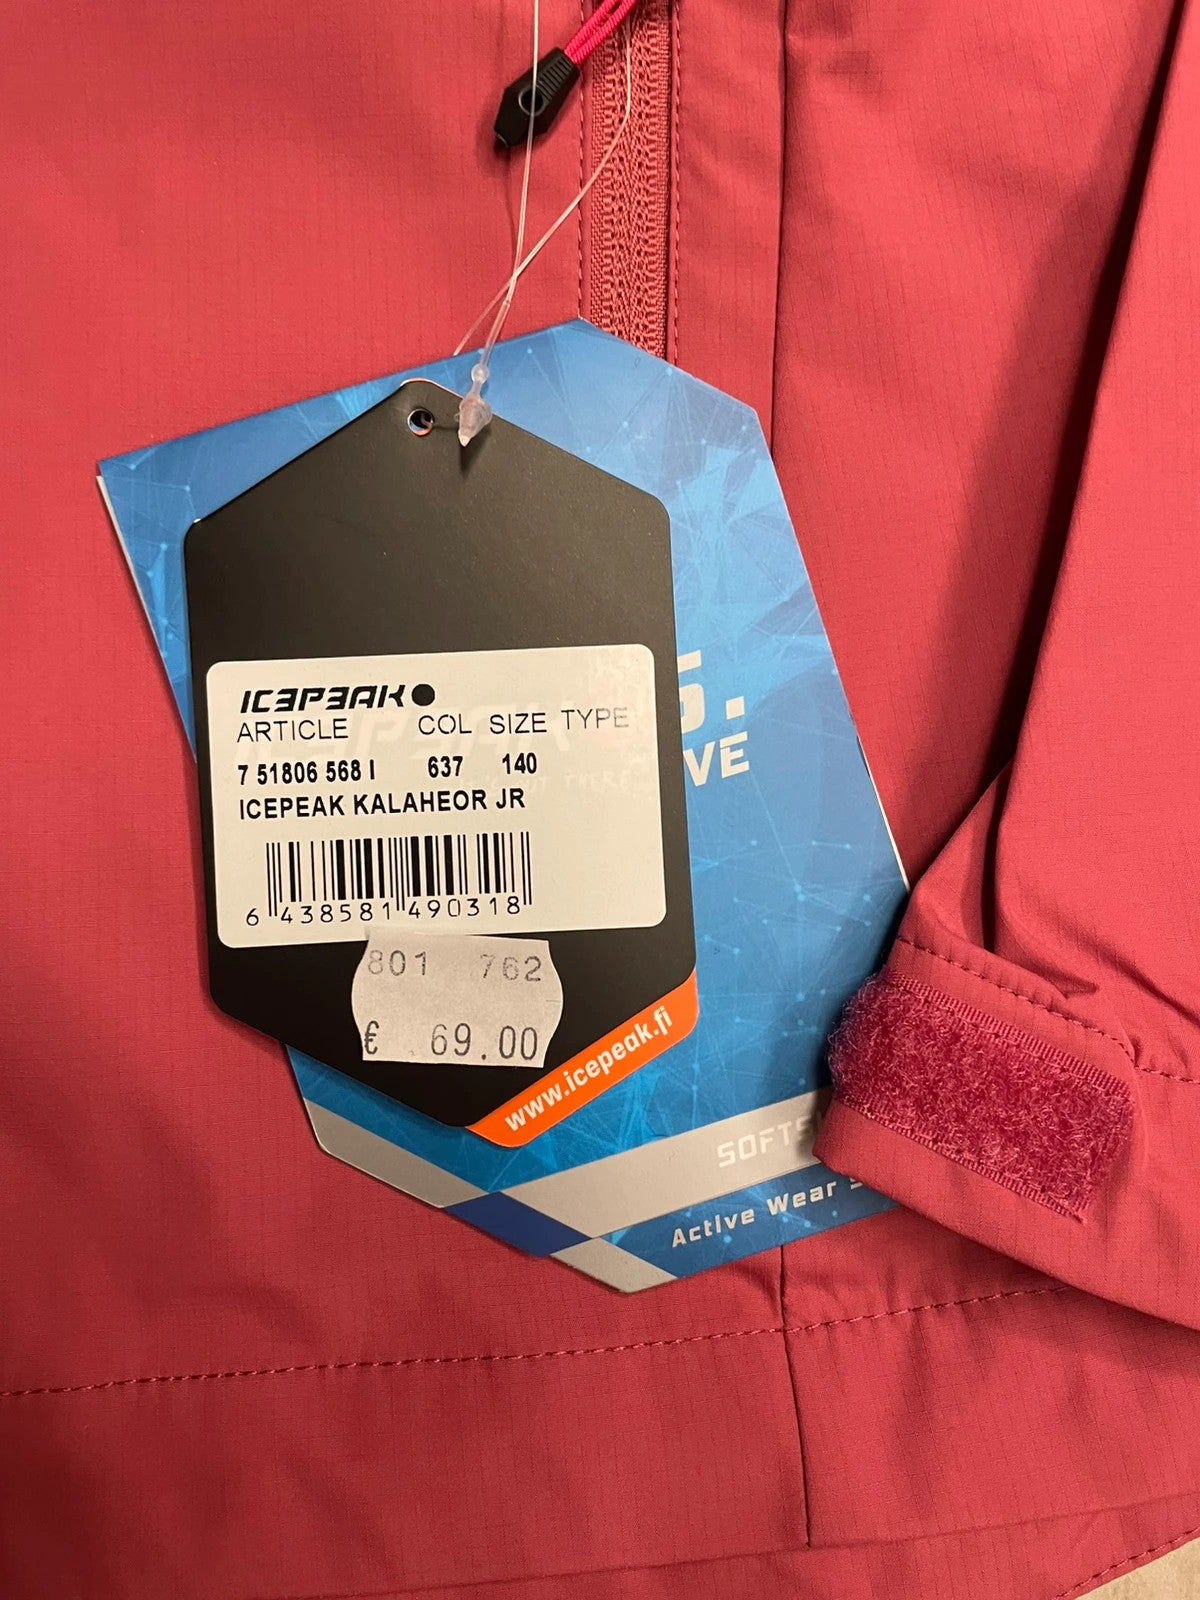 ICEPEAK
ARTICLE COL SIZE TYPE
7 51806 568 I 637 140
ICEPEAK KALAHEOR JR
6 438581 490318
801 762
€ 69.00
www.icepeak.fi
Active Wear